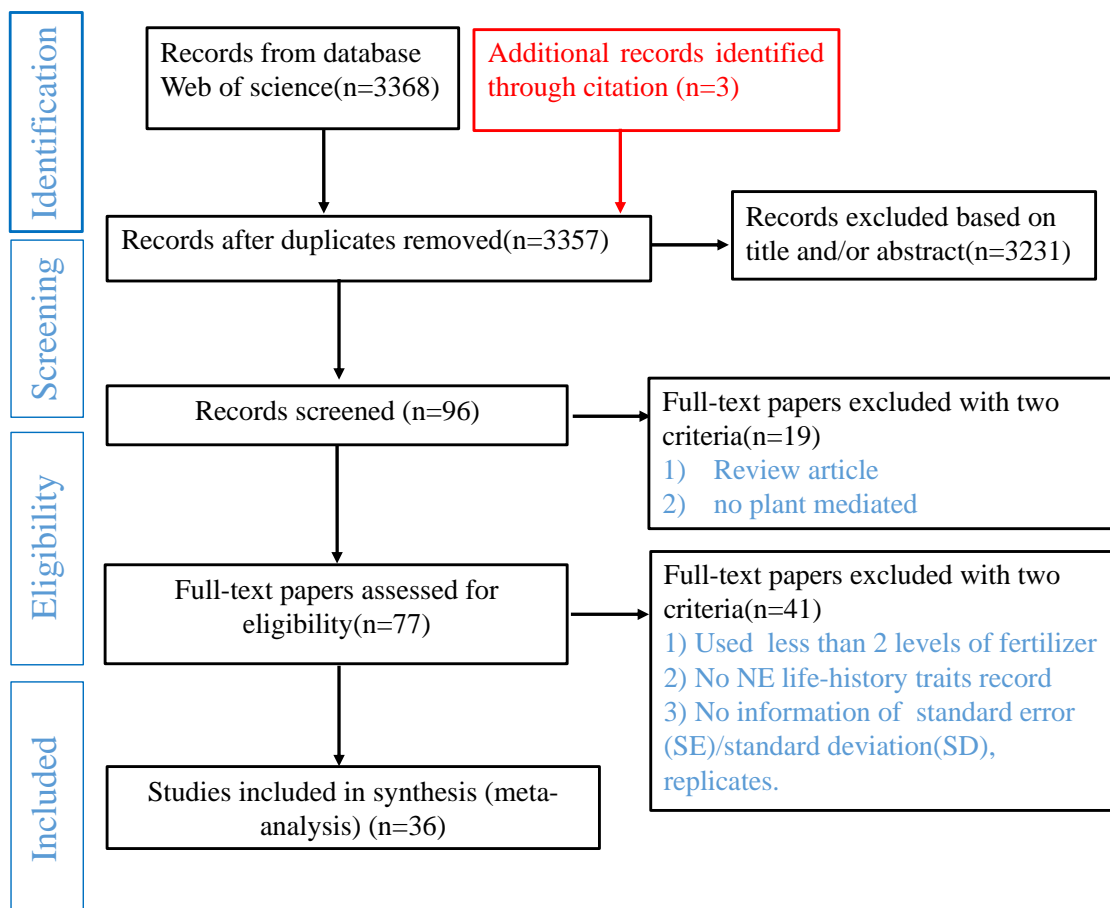 Identification
Records from database
Web of science(n=3368)
Additional records identified
through citation (n=3)
Records after duplicates removed(n=3357)
Records excluded based on
title and/or abstract(n=3231)
Screening
Records screened (n=96)
Full-text papers excluded with two
criteria(n=19)
1) Review article
2) no plant mediated
Eligibility
Full-text papers assessed for
eligibility(n=77)
Full-text papers excluded with two
criteria(n=41)
1) Used less than 2 levels of fertilizer
2) No NE life-history traits record
3) No information of standard error
(SE)/standard deviation(SD),
replicates.
Included
Studies included in synthesis (meta-
analysis) (n=36)